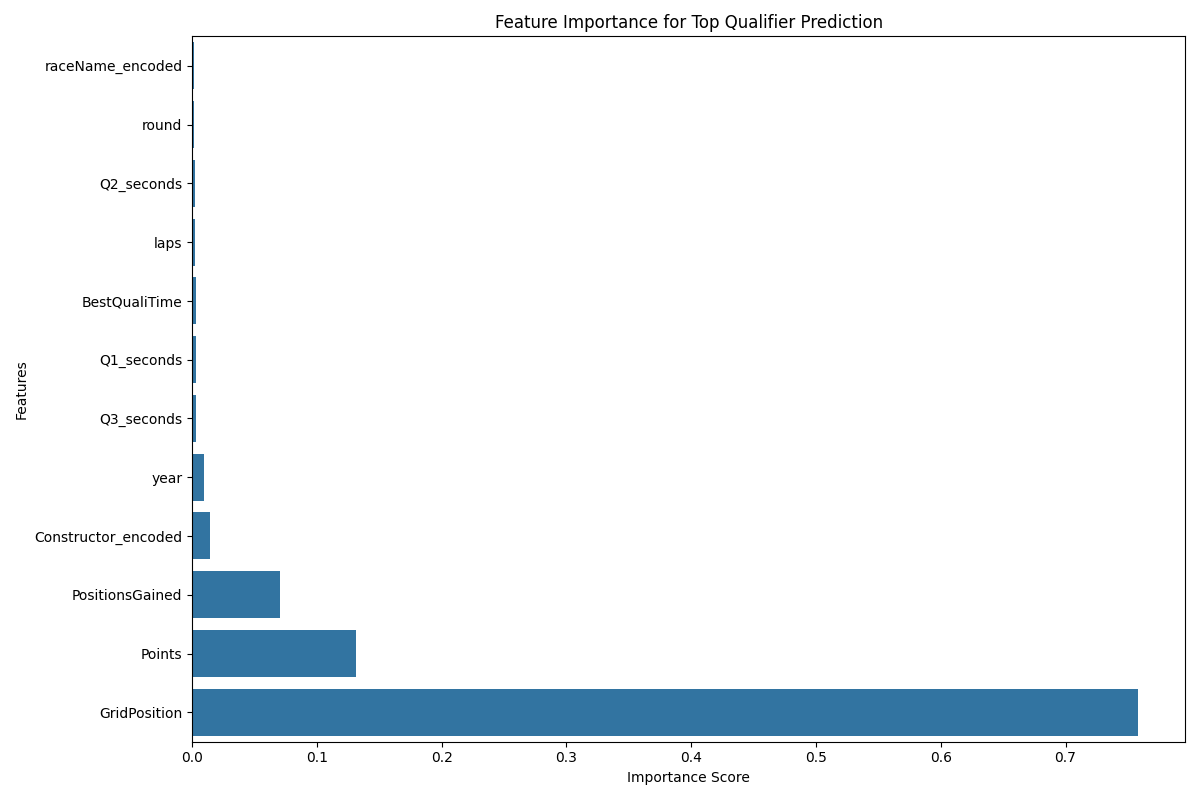 Feature Importance for Top Qualifier Prediction
raceName_encoded
round
Q2_seconds
laps
BestQualiTime
Q1_seconds
Q3_seconds
year
Constructor_encoded
PositionsGained
Points
GridPosition
Features
0.0 0.1 0.2 0.3 0.4 0.5 0.6 0.7
Importance Score